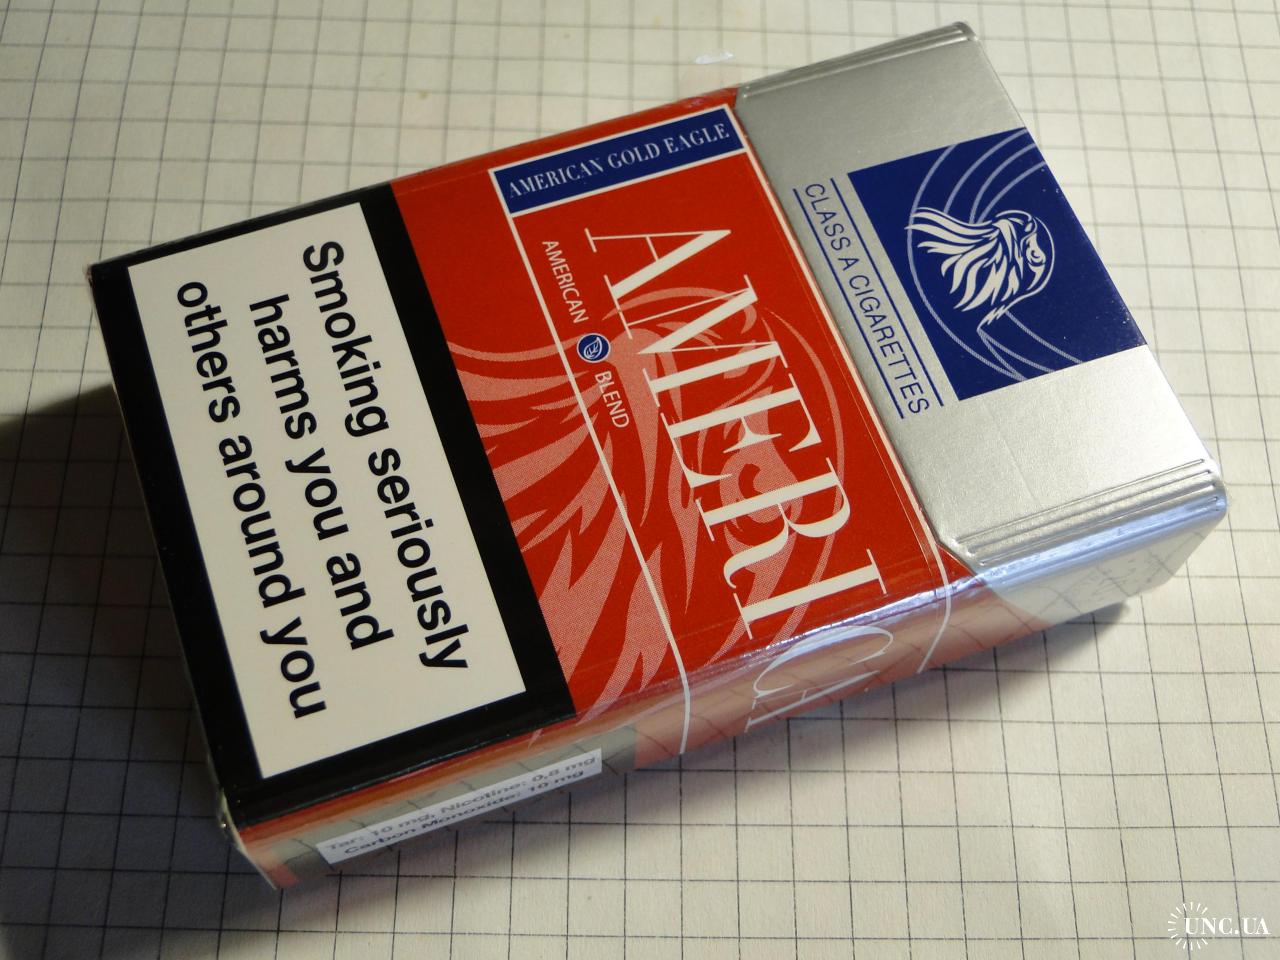 CLASS A CIGARETTES
AMERICAN GOLD EAGLE
AMERICA
AMERICAN BLEND
Smoking seriously
harms you and
others around you
Tar: 10 mg, Nicotine: 0,8 mg
Carbon Monoxide: 10 mg
UNC.UA